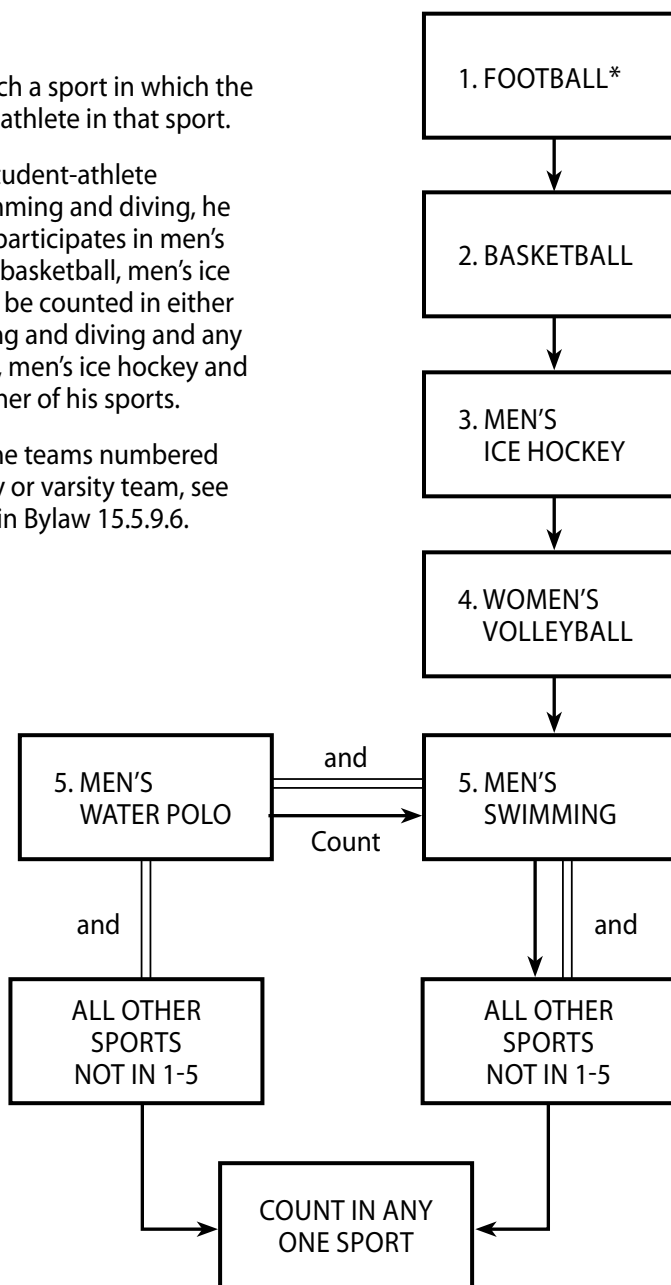 ch a sport in which the
athlete in that sport.
tudent-athlete
nming and diving, he
participates in men's
basketball, men's ice
be counted in either
ng and diving and any
, men's ice hockey and
her of his sports.
he teams numbered
y or varsity team, see
in Bylaw 15.5.9.6.
1. FOOTBALL*
2. BASKETBALL
3. MEN'S
ICE HOCKEY
4. WOMEN'S
VOLLEYBALL
5. MEN'S
WATER POLO
and
Count
5. MEN'S
SWIMMING
and
and
ALL OTHER
SPORTS
NOT IN 1-5
ALL OTHER
SPORTS
NOT IN 1-5
COUNT IN ANY
ONE SPORT